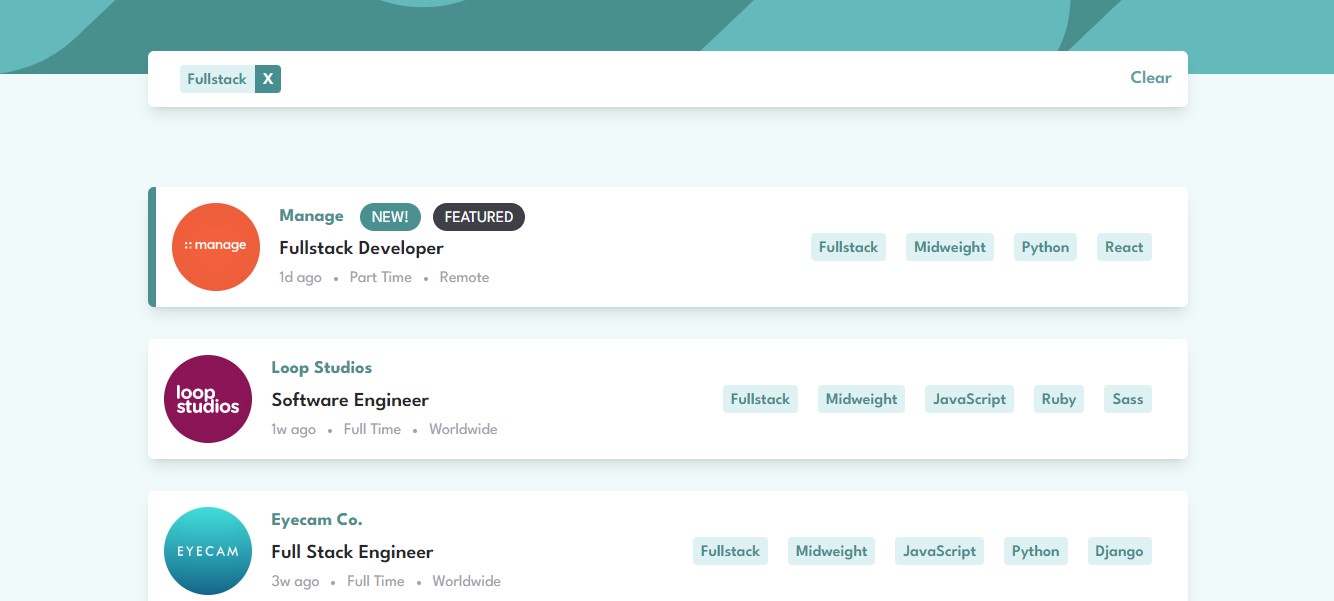 Fullstack X Clear
:: manage
Manage NEW! FEATURED
Fullstack Developer
1d ago • Part Time • Remote
Fullstack Midweight Python React
loop
studios
Loop Studios
Software Engineer
1w ago • Full Time • Worldwide
Fullstack Midweight JavaScript Ruby Sass
EYECAM
Eyecam Co.
Full Stack Engineer
3w ago • Full Time • Worldwide
Fullstack Midweight JavaScript Python Django